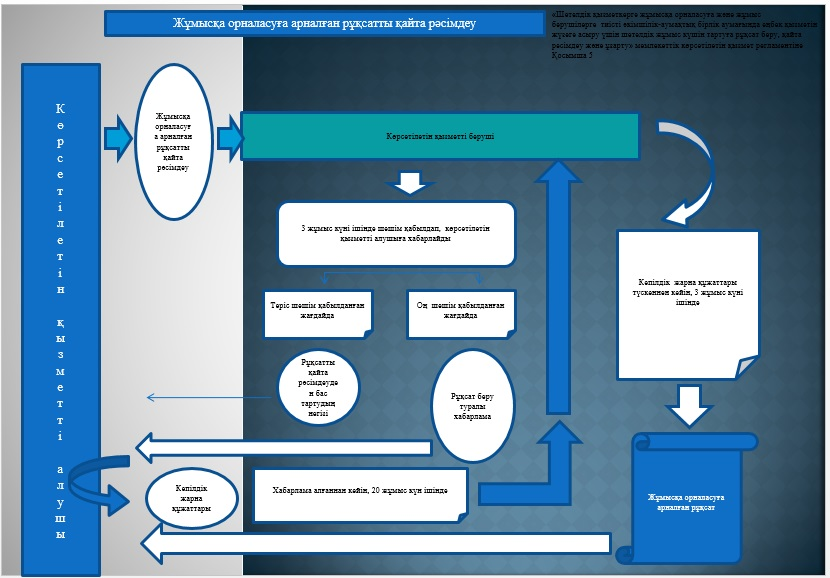 Жұмысқа орналасуға арналған рұқсатты қайта рәсімдеу
«Шетелдік қызметкерге жұмысқа орналасуға және жұмыс
берушілерге тиісті әкімшілік-аумақтық бірлік аумағында еңбек қызметін
жүзеге асыру үшін шетелдік жұмыс күшін тартуға рұқсат беру, қайта
ресімдеу және ұзарту» мемлекеттік көрсетілетін қызмет регламентіне
Қосымша 5
Көрсетілетін қызметті алушы
Жұмысқа
орналасуғ
а арналған
рұқсатты
қайта
рәсімдеу
Көрсетілетін қызметті беруші
3 жұмыс күні ішінде шешім қабылдап, көрсетілетін
қызметті алушыға хабарлайды
Теріс шешім қабылданған
жағдайда
Оң шешім қабылданған
жағдайда
Кепілдік жарна құжаттары
түскеннен кейін, 3 жұмыс күні
ішінде
Рұқсатты
қайта
рәсімдеуде
н бас
тартудың
негізі
Рұқсат беру
туралы
хабарлама
Кепілдік
жарна
құжаттары
Хабарлама алғаннан кейін, 20 жұмыс күн ішінде
Жұмысқа орналасуға
арналған рұқсат